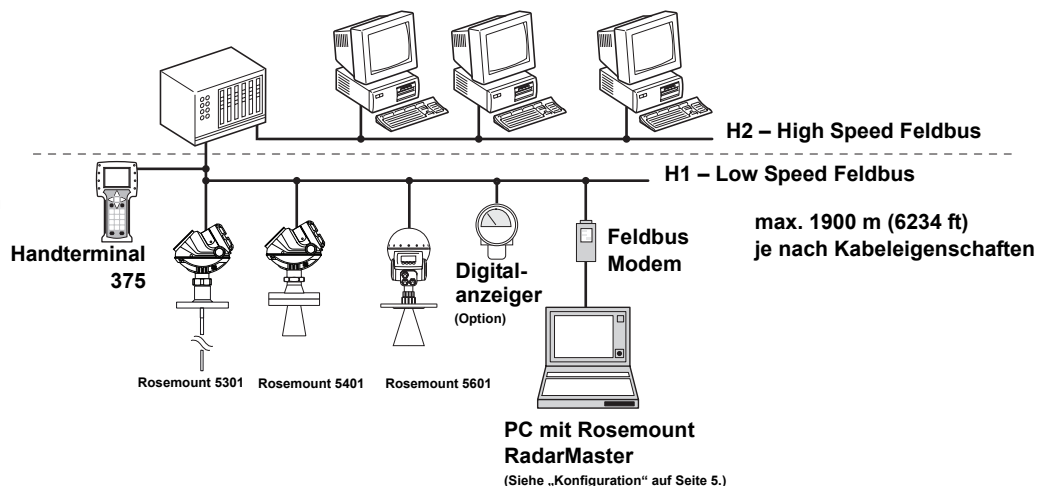 H2 – High Speed Feldbus
H1 – Low Speed Feldbus
max. 1900 m (6234 ft)
je nach Kabeleigenschaften
Handterminal
375
Digital-
anzeiger
(Option)
Feldbus
Modem
Rosemount 5301
Rosemount 5401
Rosemount 5601
PC mit Rosemount
RadarMaster
(Siehe „Konfiguration“ auf Seite 5.)